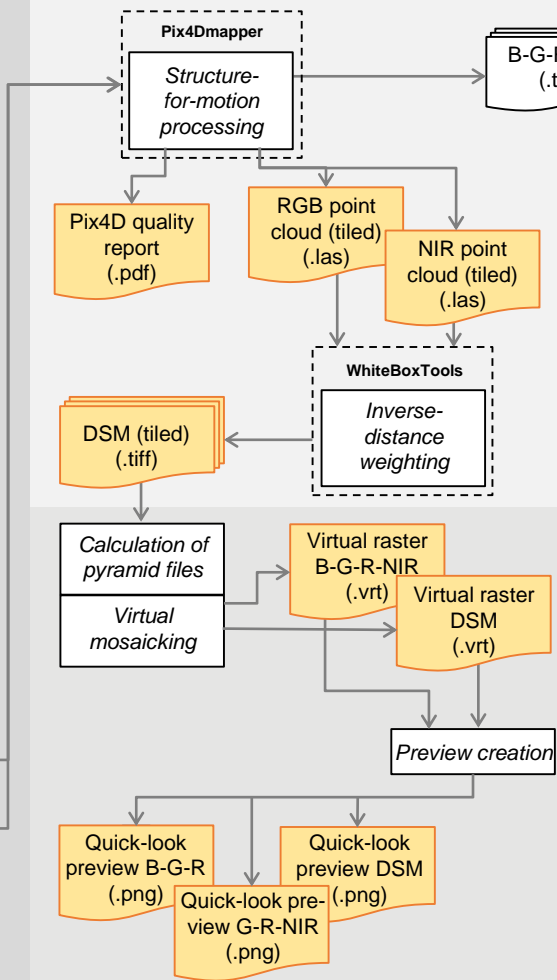 Pix4Dmapper
Structure-
for-motion
processing
B-G-
(.t
Pix4D quality
report
(.pdf)
RGB point
cloud (tiled)
(.las)
NIR point
cloud (tiled)
(.las)
WhiteBoxTools
Inverse-
distance
weighting
DSM (tiled)
(.tiff)
Calculation of
pyramid files
Virtual
mosaicking
Virtual raster
B-G-R-NIR
(.vrt)
Virtual raster
DSM
(.vrt)
Preview creation
Quick-look
preview B-G-R
(.png)
Quick-look pre-
view G-R-NIR
(.png)
Quick-look
preview DSM
(.png)